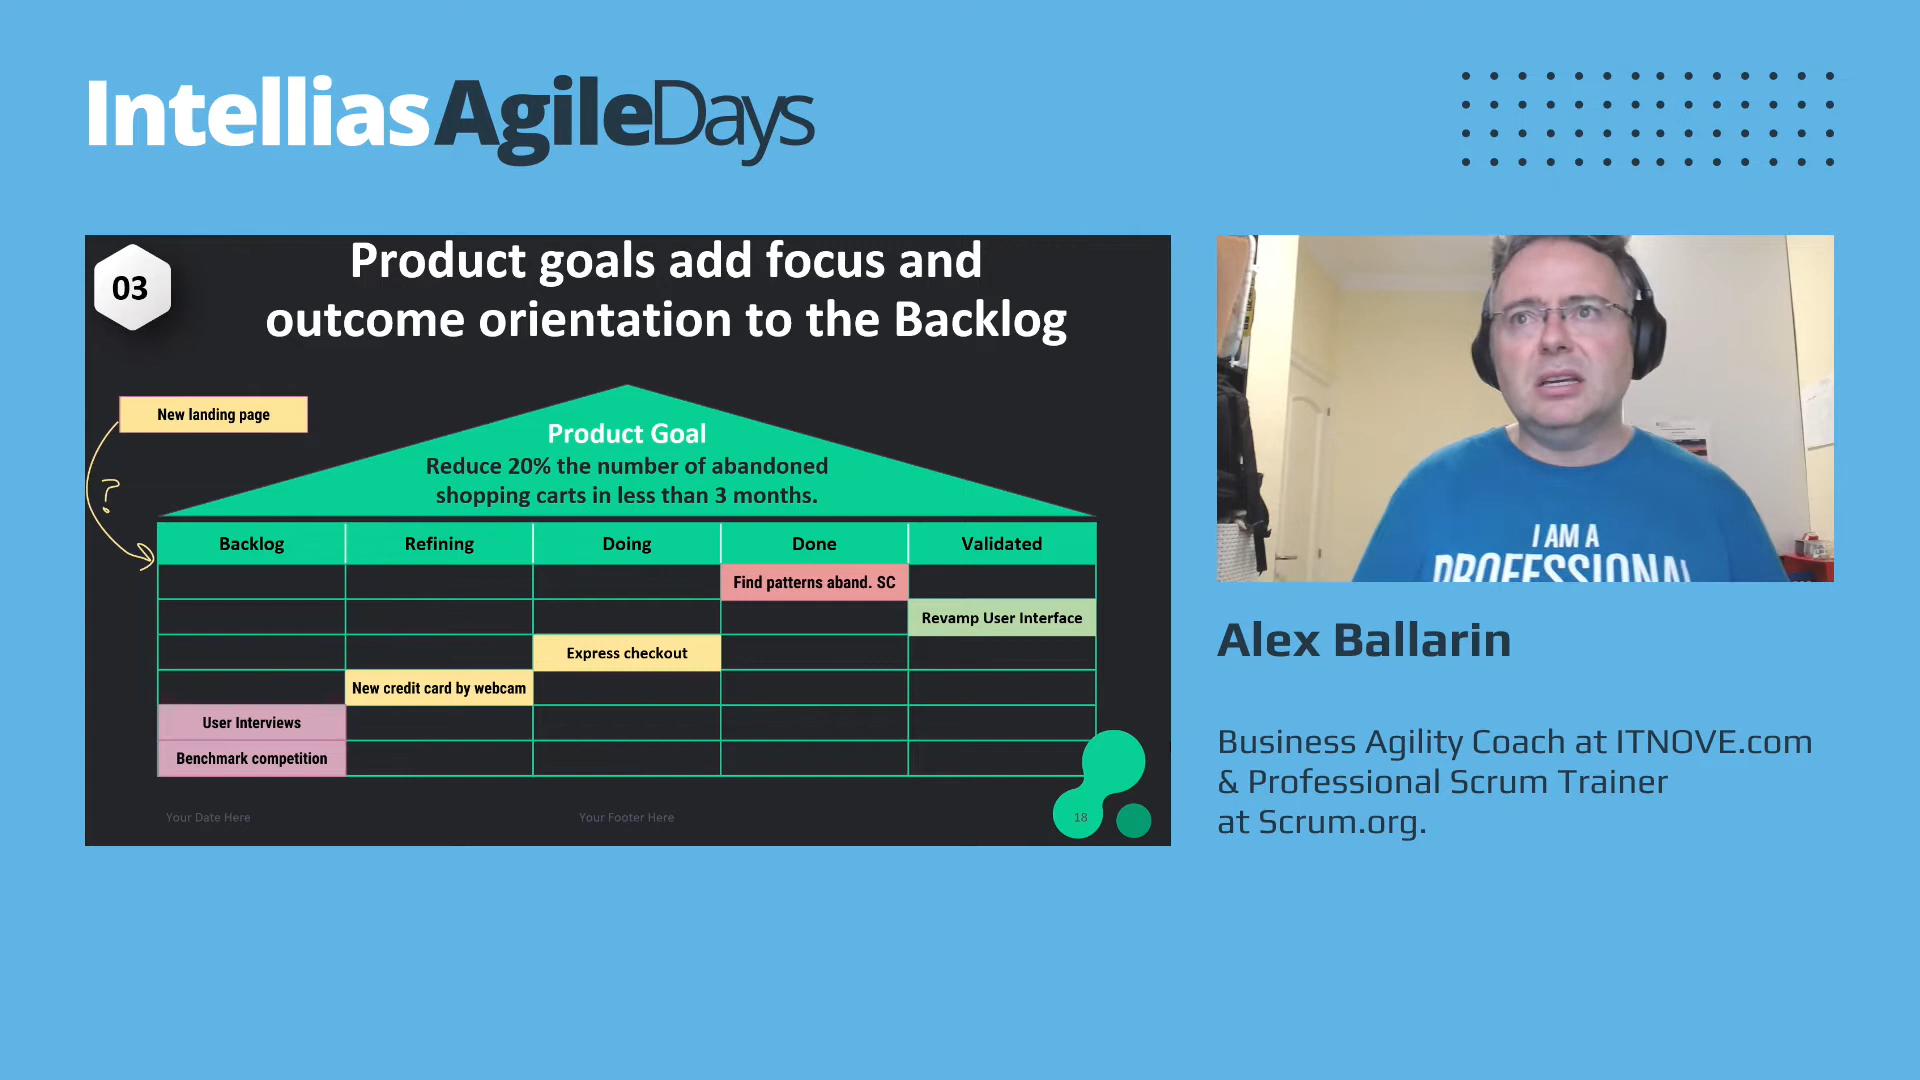 IntelliasAgileDays
03
Product goals add focus and
outcome orientation to the Backlog
New landing page
?
Product Goal
Reduce 20% the number of abandoned
shopping carts in less than 3 months.
Backlog Refining Doing Done Validated
Find patterns aband. SC
Revamp User Interface
Express checkout
New credit card by webcam
User Interviews
Benchmark competition
Your Date Here Your Footer Here 18
I AM A
PROFESSIONAL
Alex Ballarin
Business Agility Coach at ITNOVE.com
& Professional Scrum Trainer
at Scrum.org.